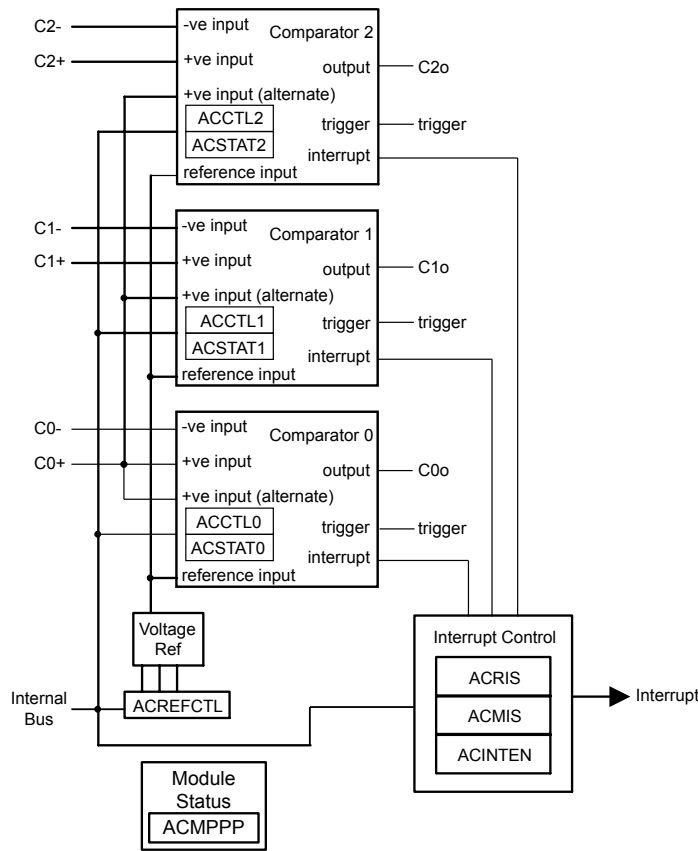 C2-
-ve input
Comparator 2
C2+
+ve input
output
C2o
+ve input (alternate)
ACCTL2
trigger
trigger
ACSTAT2
interrupt
reference input
C1-
-ve input
Comparator 1
C1+
+ve input
output
C1o
+ve input (alternate)
ACCTL1
trigger
trigger
ACSTAT1
interrupt
reference input
C0-
-ve input
Comparator 0
C0+
+ve input
output
C0o
+ve input (alternate)
ACCTL0
trigger
trigger
ACSTAT0
interrupt
reference input
Voltage
Ref
Interrupt Control
ACRIS
ACMIS
ACINTEN
Interrupt
Internal
Bus
ACREFCTL
Module
Status
ACMPPP